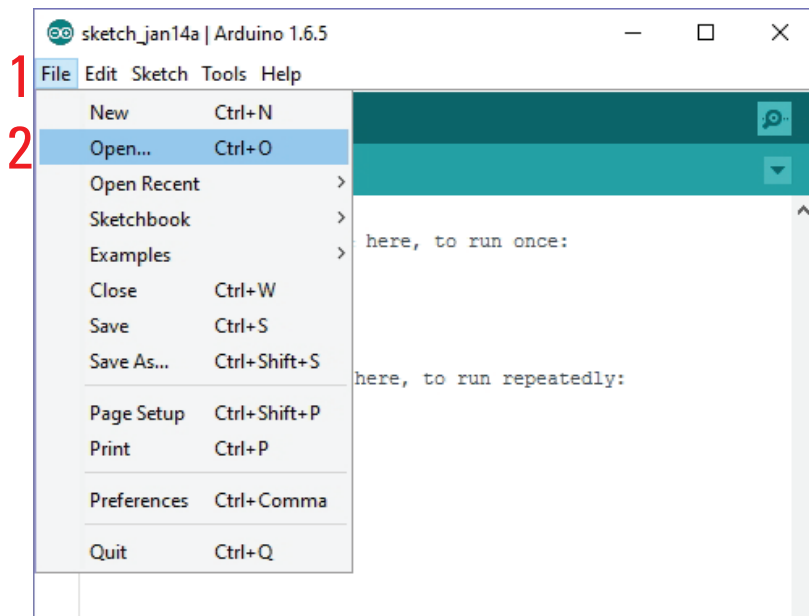 sketch_jan14a | Arduino 1.6.5
1
File Edit Sketch Tools Help
New Ctrl+N
2
Open... Ctrl+O
Open Recent
Sketchbook
Examples
Close Ctrl+W
Save Ctrl+S
Save As... Ctrl+Shift+S
Page Setup Ctrl+Shift+P
Print Ctrl+P
Preferences Ctrl+Comma
Quit Ctrl+Q
here, to run once:
here, to run repeatedly: